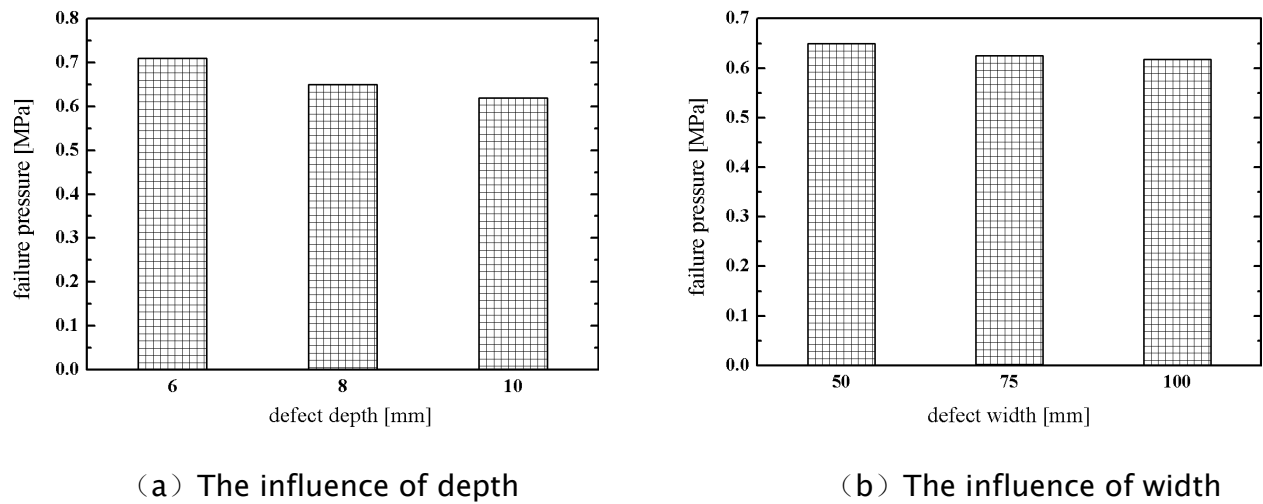 0.8
0.7
0.6
0.5
0.4
0.3
0.2
0.1
0.0
failure pressure [MPa]
6 8 10
defect depth [mm]
（a）The influence of depth
0.7
0.6
0.5
0.4
0.3
0.2
0.1
0.0
failure pressure [MPa]
50 75 100
defect width [mm]
（b）The influence of width